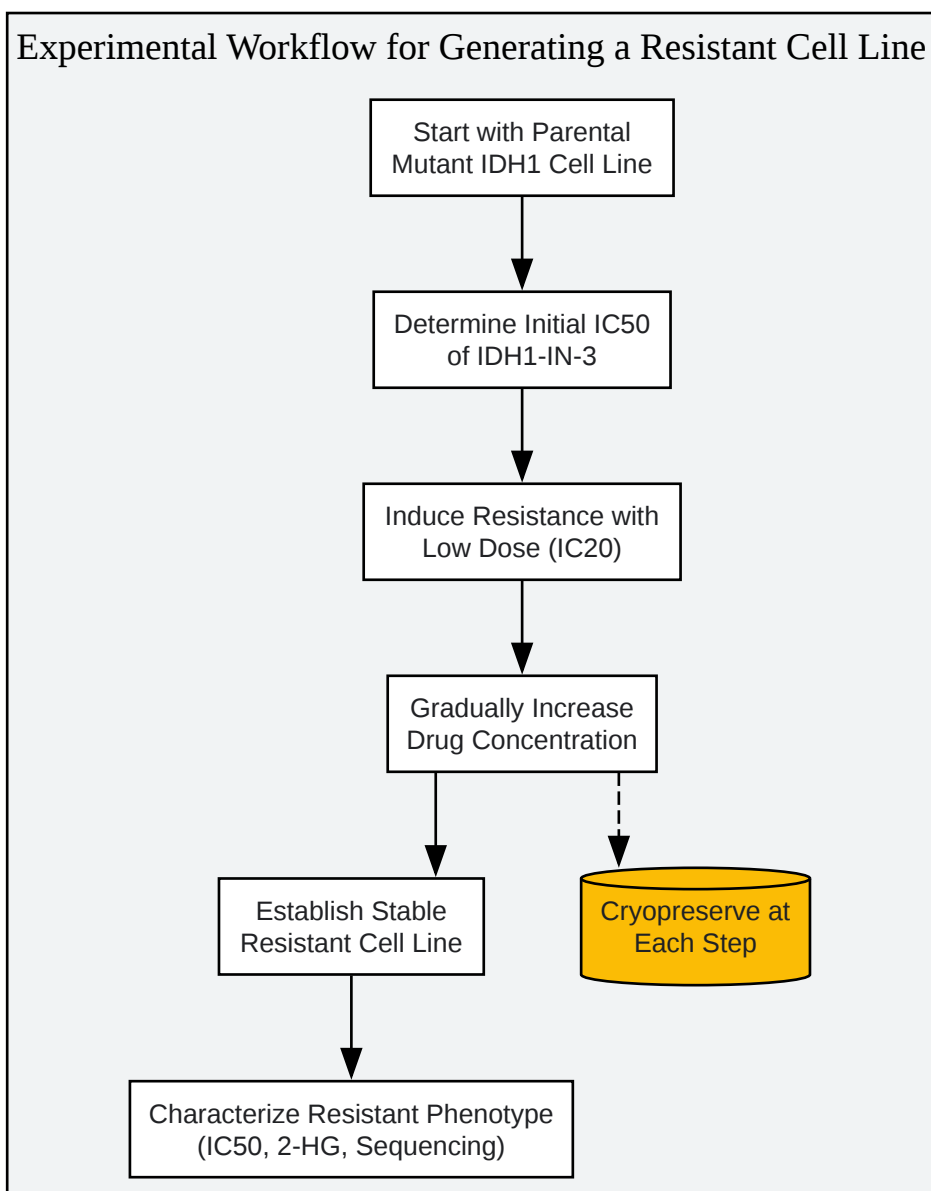 Experimental Workflow for Generating a Resistant Cell Line
Start with Parental
Mutant IDH1 Cell Line
Determine Initial IC50
of IDH1-IN-3
Induce Resistance with
Low Dose (IC20)
Gradually Increase
Drug Concentration
Establish Stable
Resistant Cell Line
Cryopreserve at
Each Step
Characterize Resistant Phenotype
(IC50, 2-HG, Sequencing)